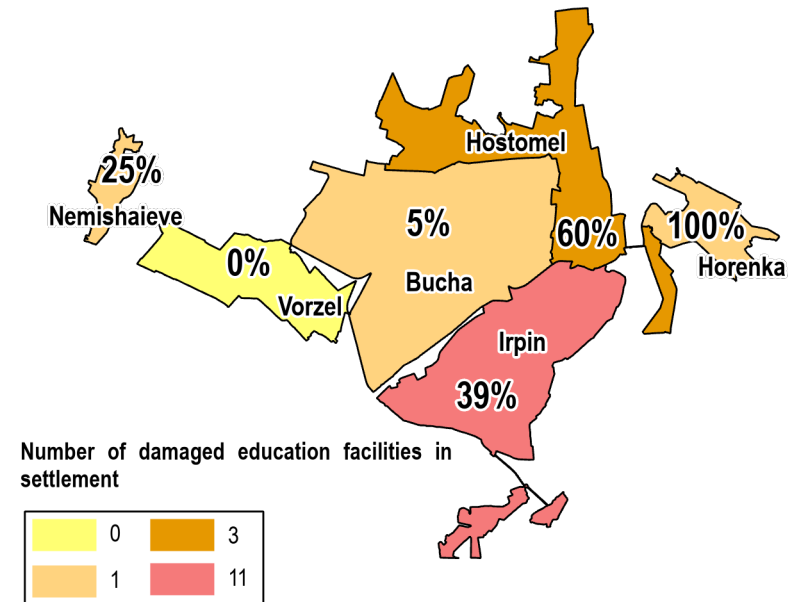 Hostomel
25%
Nemishaieve
5%
60%
100%
0%
Horenka
Bucha
Vorzel
Irpin
39%
Number of damaged education facilities in
settlement
0
3
1
11